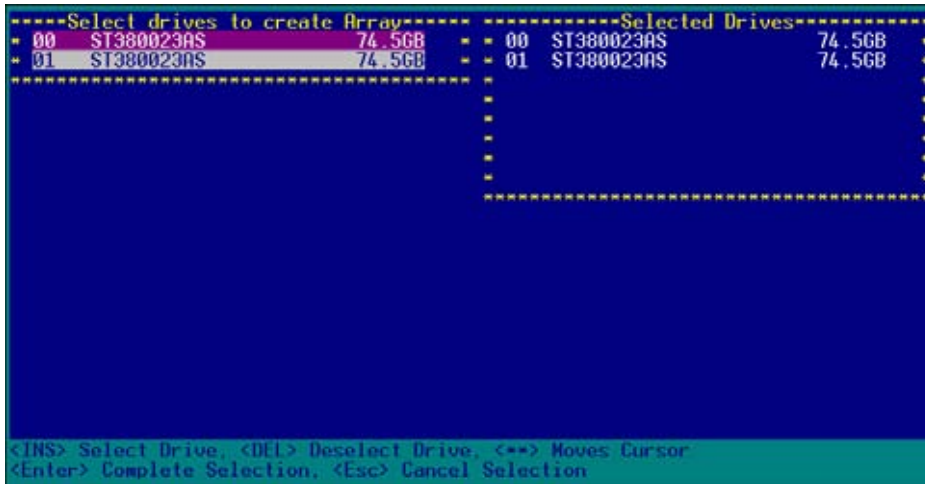 Select drives to create Array
00 ST380023AS 74.5GB
01 ST380023AS 74.5GB
Selected Drives
00 ST380023AS 74.5GB
01 ST380023AS 74.5GB
<INS> Select Drive, <DEL> Deselect Drive, <**> Moves Cursor
<Enter> Complete Selection, <Esc> Cancel Selection